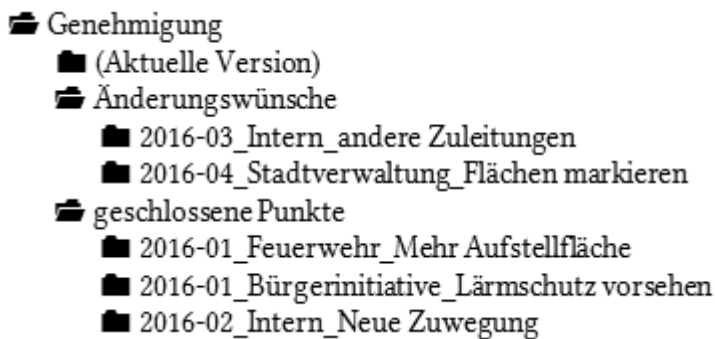 Genehmigung
(Aktuelle Version)
Änderungswünsche
2016-03_Intern_andere Zuleitungen
2016-04_Stadtverwaltung_Flächen markieren
geschlossene Punkte
2016-01_Feuerwehr_Mehr Aufstellfläche
2016-01_Bürgerinitiative_Lärmschutz vorsehen
2016-02_Intern_Neue Zuwegung